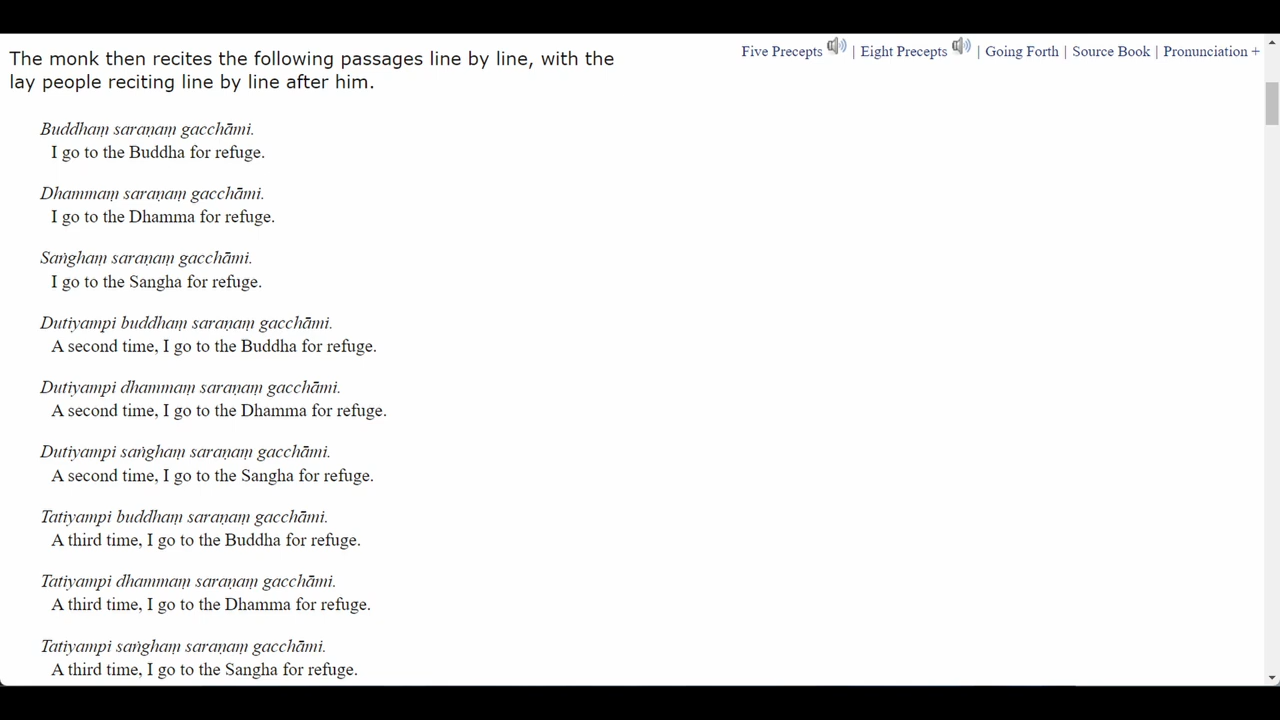 Five Precepts | Eight Precepts | Going Forth | Source Book | Pronunciation +
The monk then recites the following passages line by line, with the
lay people reciting line by line after him.
Buddhaṃ saraṇaṃ gacchāmi.
I go to the Buddha for refuge.
Dhammaṃ saraṇaṃ gacchāmi.
I go to the Dhamma for refuge.
Saṅghaṃ saraṇaṃ gacchāmi.
I go to the Sangha for refuge.
Dutiyampi buddhaṃ saraṇaṃ gacchāmi.
A second time, I go to the Buddha for refuge.
Dutiyampi dhammaṃ saraṇaṃ gacchāmi.
A second time, I go to the Dhamma for refuge.
Dutiyampi saṅghaṃ saraṇaṃ gacchāmi.
A second time, I go to the Sangha for refuge.
Tatiyampi buddhaṃ saraṇaṃ gacchāmi.
A third time, I go to the Buddha for refuge.
Tatiyampi dhammaṃ saraṇaṃ gacchāmi.
A third time, I go to the Dhamma for refuge.
Tatiyampi saṅghaṃ saraṇaṃ gacchāmi.
A third time, I go to the Sangha for refuge.